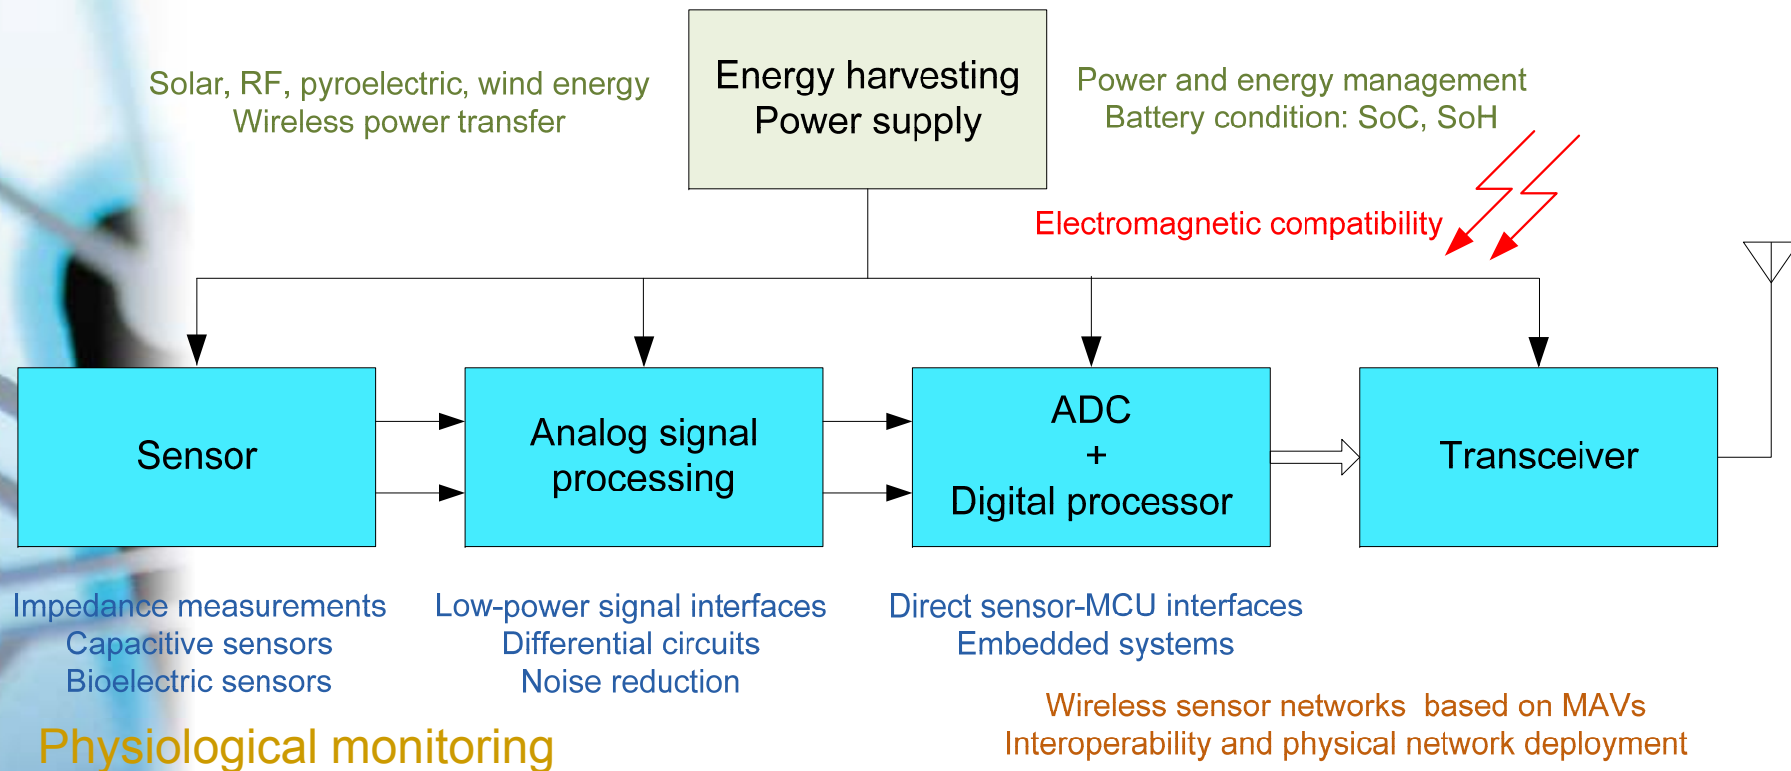 Energy harvesting
Power supply
Solar, RF, pyroelectric, wind energy
Wireless power transfer
Power and energy management
Battery condition: SoC, SoH
Electromagnetic compatibility
Sensor
Analog signal
processing
ADC
+
Digital processor
Transceiver
Impedance measurements
Capacitive sensors
Bioelectric sensors
Low-power signal interfaces
Differential circuits
Noise reduction
Direct sensor-MCU interfaces
Embedded systems
Wireless sensor networks  based on MAVs
Interoperability and physical network deployment
Physiological monitoring